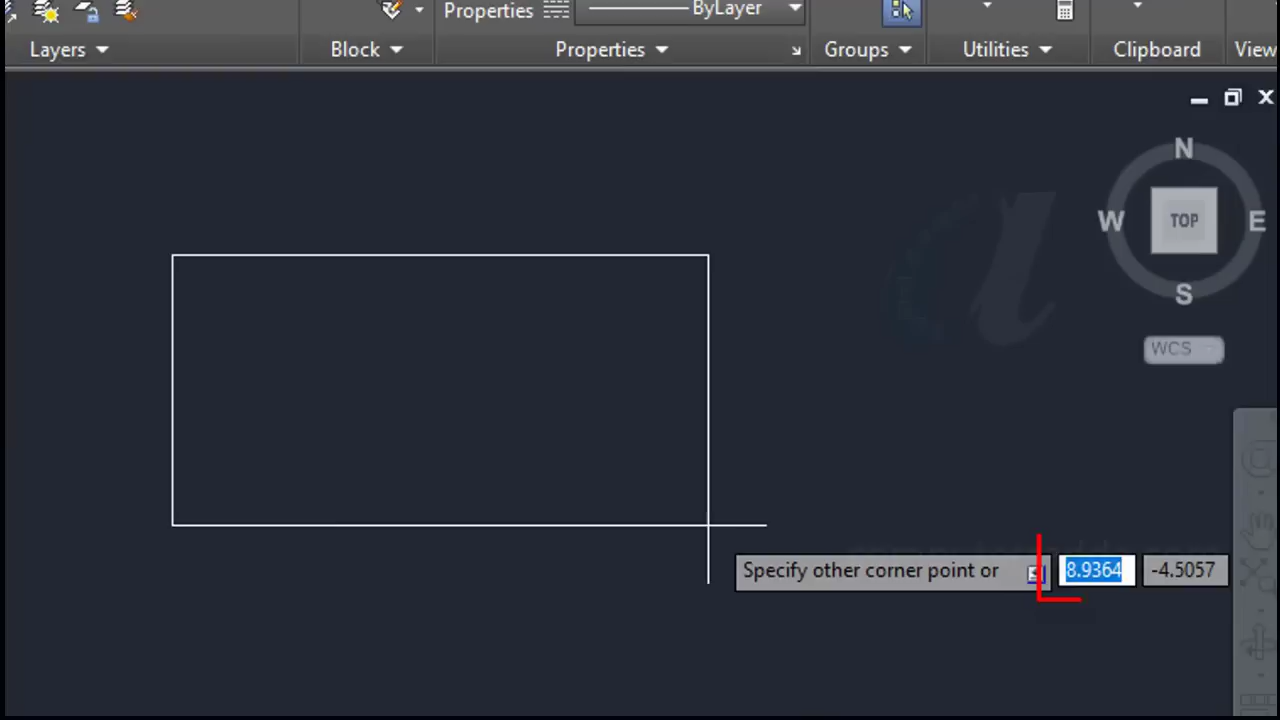 Properties ByLayer
Layers Block Properties Groups Utilities Clipboard View
N
W TOP E
S
WCS
Specify other corner point or 8.9364 -4.5057